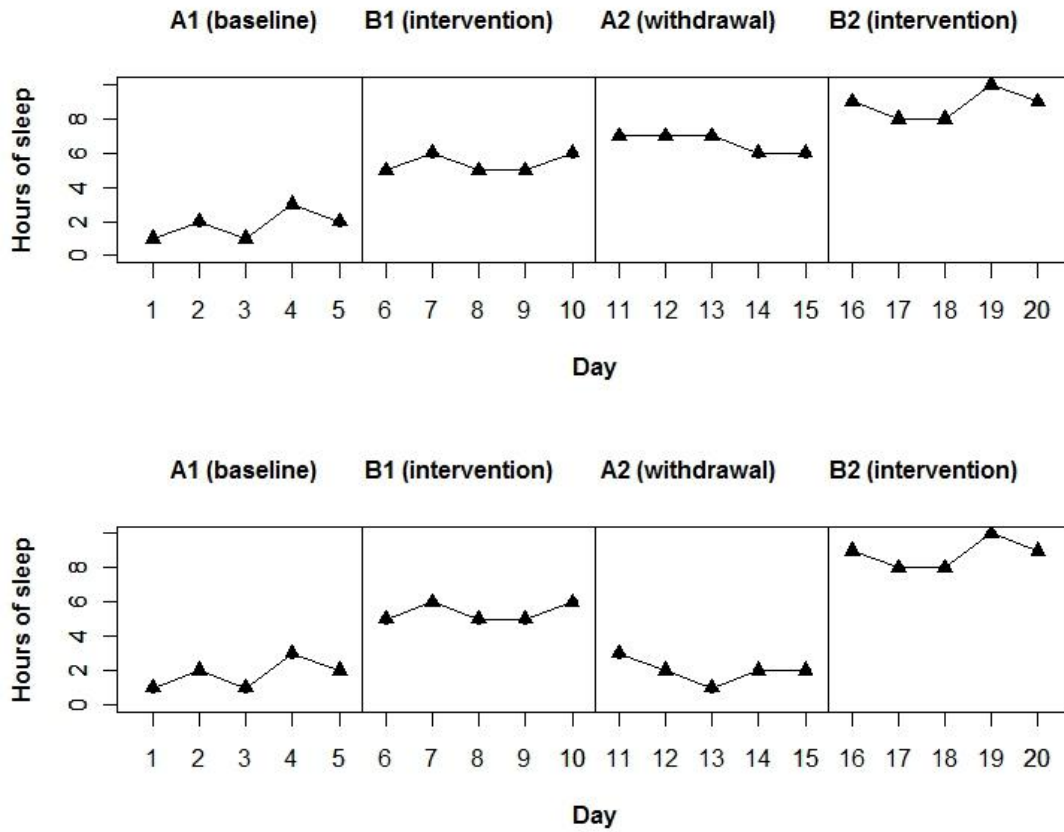 A1 (baseline) B1 (intervention) A2 (withdrawal) B2 (intervention)
Hours of sleep
8
6
4
2
0
1 2 3 4 5 6 7 8 9 10 11 12 13 14 15 16 17 18 19 20
Day
A1 (baseline) B1 (intervention) A2 (withdrawal) B2 (intervention)
Hours of sleep
8
6
4
2
0
1 2 3 4 5 6 7 8 9 10 11 12 13 14 15 16 17 18 19 20
Day